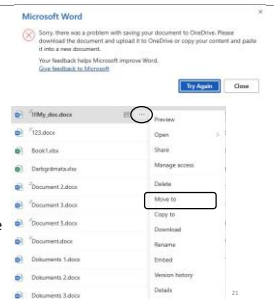 Microsoft Word
Sorry, there was a problem with saving your document to OneDrive. Please
download the document and upload it to OneDrive or copy your content and paste
it into a new document.
Your feedback helps Microsoft improve Word.
Give feedback to Microsoft
Try Again Close
!!!My_doc.docx
Preview
123.docx
Open
Book1.xlsx
Share
Manage access
Document 2.docx
Delete
Document 3.docx
Move to
Copy to
Document 5.docx
Download
Document.docx
Rename
Dokuments 1.docx
Embed
Dokuments 2.docx
Version history
Dokuments 3.docx
Details
21